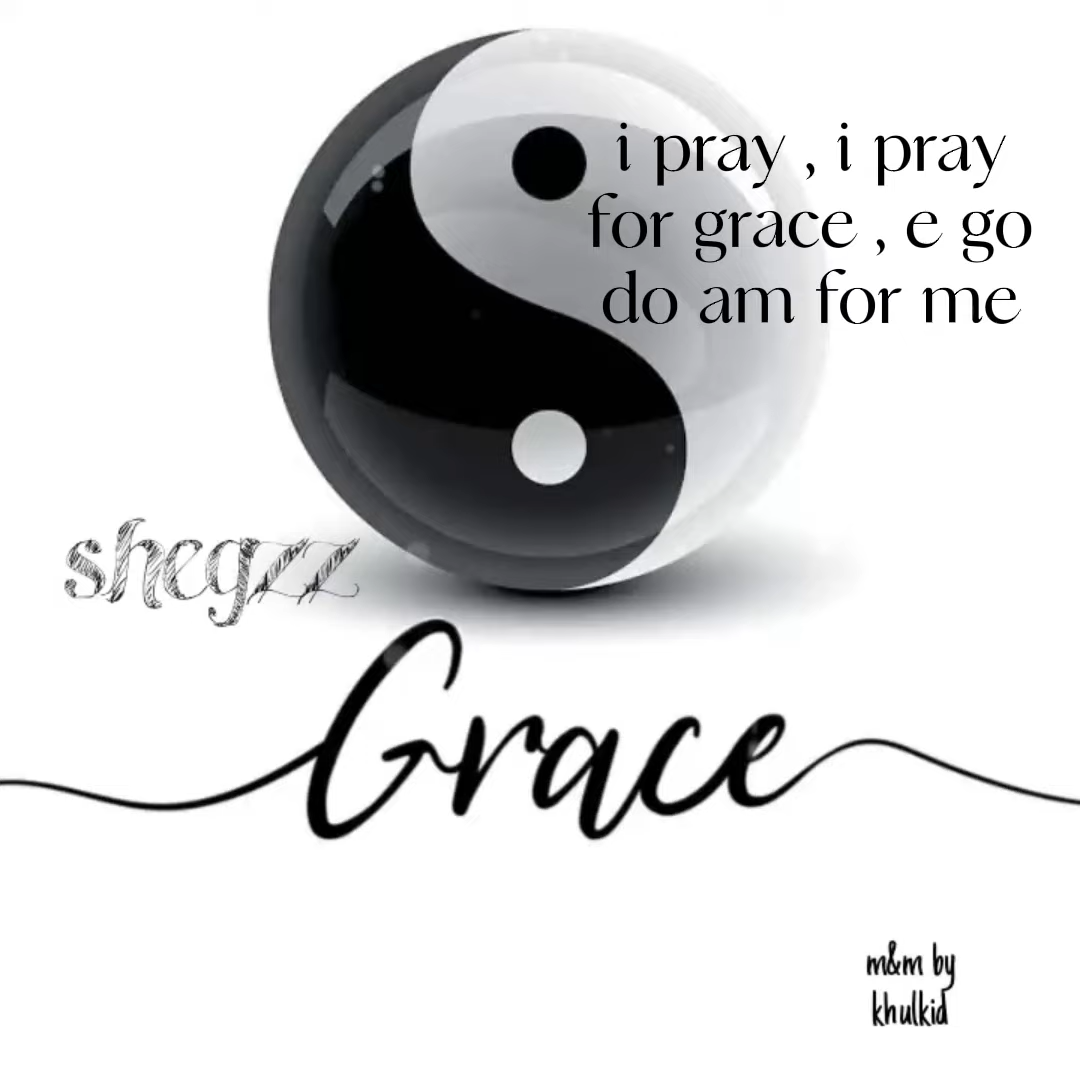 i pray , i pray
for grace , e go
do am for me
shegzz
Grace
m&m by
khulkid